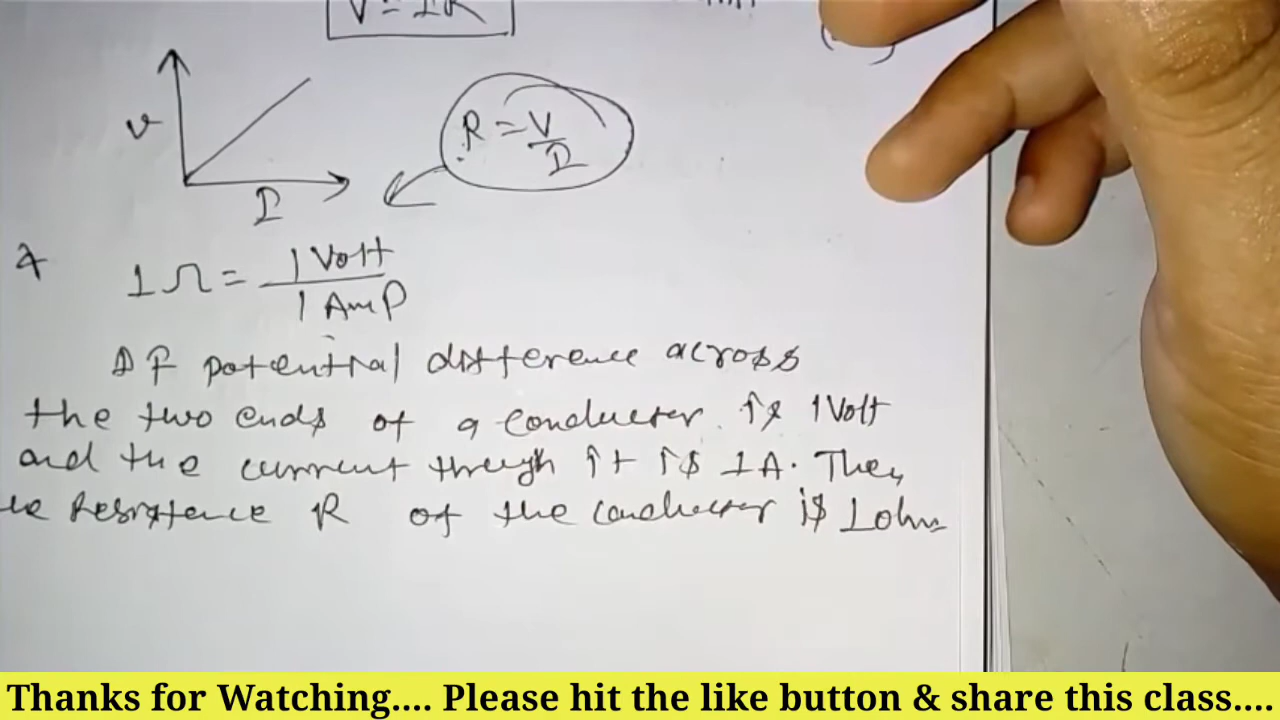 V = IR
V
R = V/I
I
1 Ω = 1 Volt / 1 Amp
If potential difference across
the two ends of a conductor is 1 Volt
and the current through it is 1A. Then
Resistence R of the conductor is 1 ohm
Thanks for Watching.... Please hit the like button & share this class....